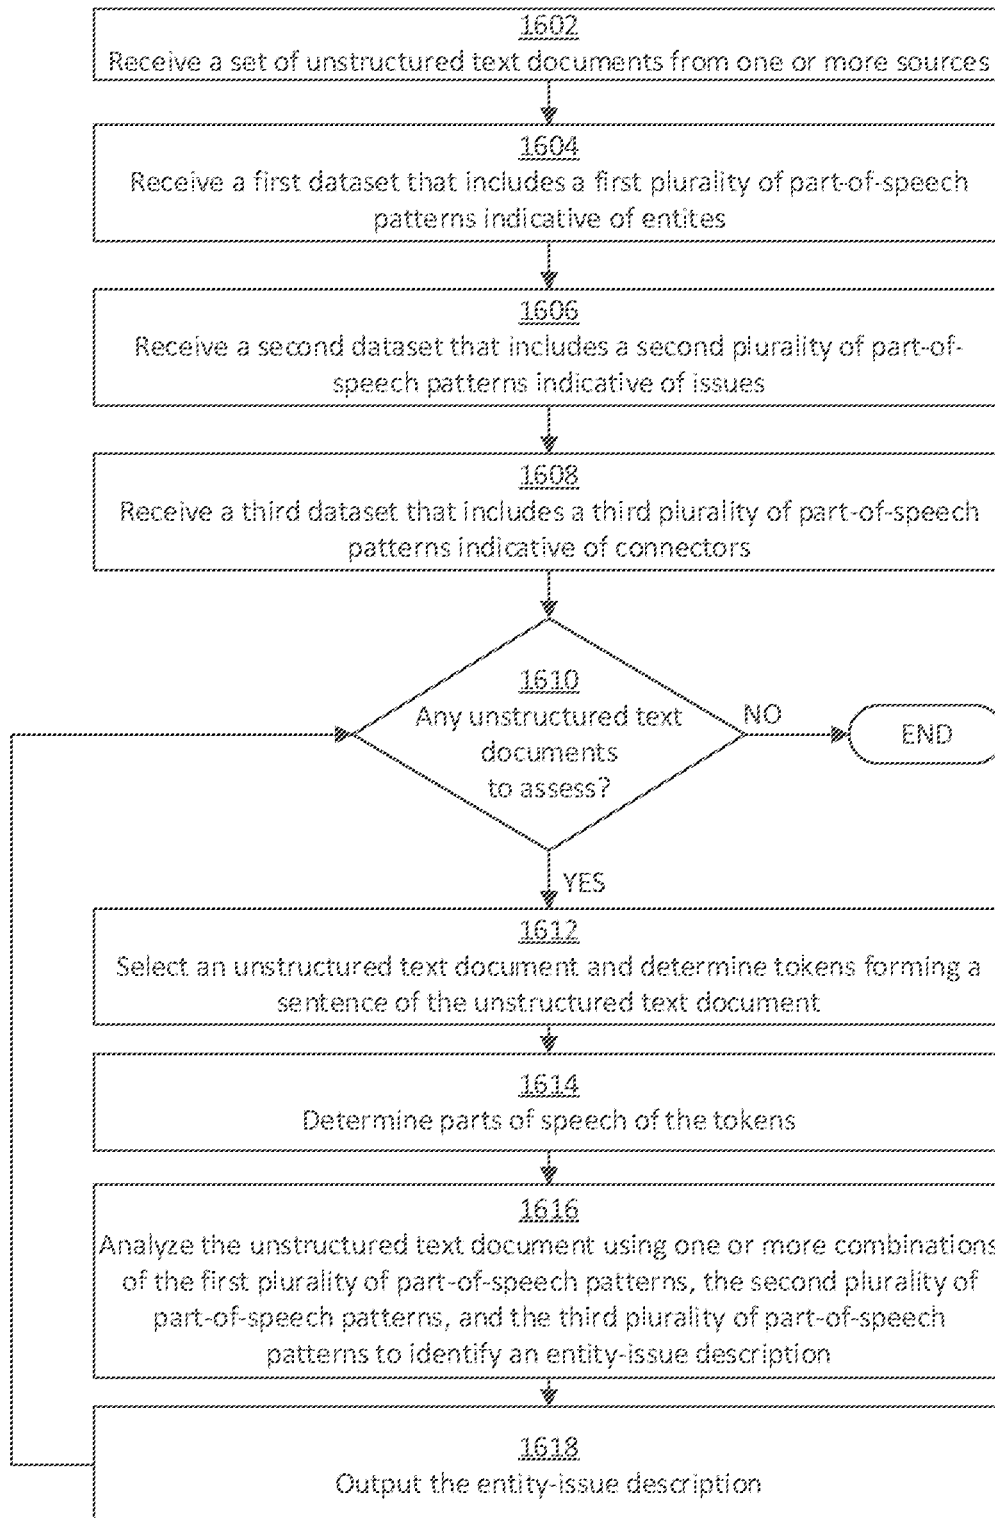 1602
Receive a set of unstructured text documents from one or more sources
1604
Receive a first dataset that includes a first plurality of part-of-speech
patterns indicative of entites
1606
Receive a second dataset that includes a second plurality of part-of-
speech patterns indicative of issues
1608
Receive a third dataset that includes a third plurality of part-of-speech
patterns indicative of connectors
1610
Any unstructured text
documents
to assess?
NO
END
YES
1612
Select an unstructured text document and determine tokens forming a
sentence of the unstructured text document
1614
Determine parts of speech of the tokens
1616
Analyze the unstructured text document using one or more combinations
of the first plurality of part-of-speech patterns, the second plurality of
part-of-speech patterns, and the third plurality of part-of-speech
patterns to identify an entity-issue description
1618
Output the entity-issue description